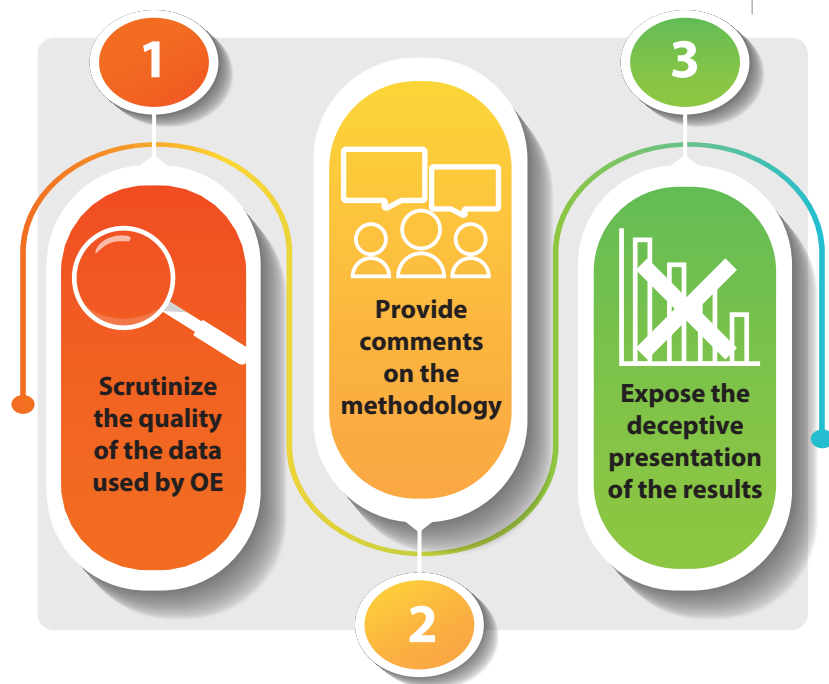 1
Scrutinize
the quality
of the data
used by OE
Provide
comments
on the
methodology
2
3
Expose the
deceptive
presentation
of the results